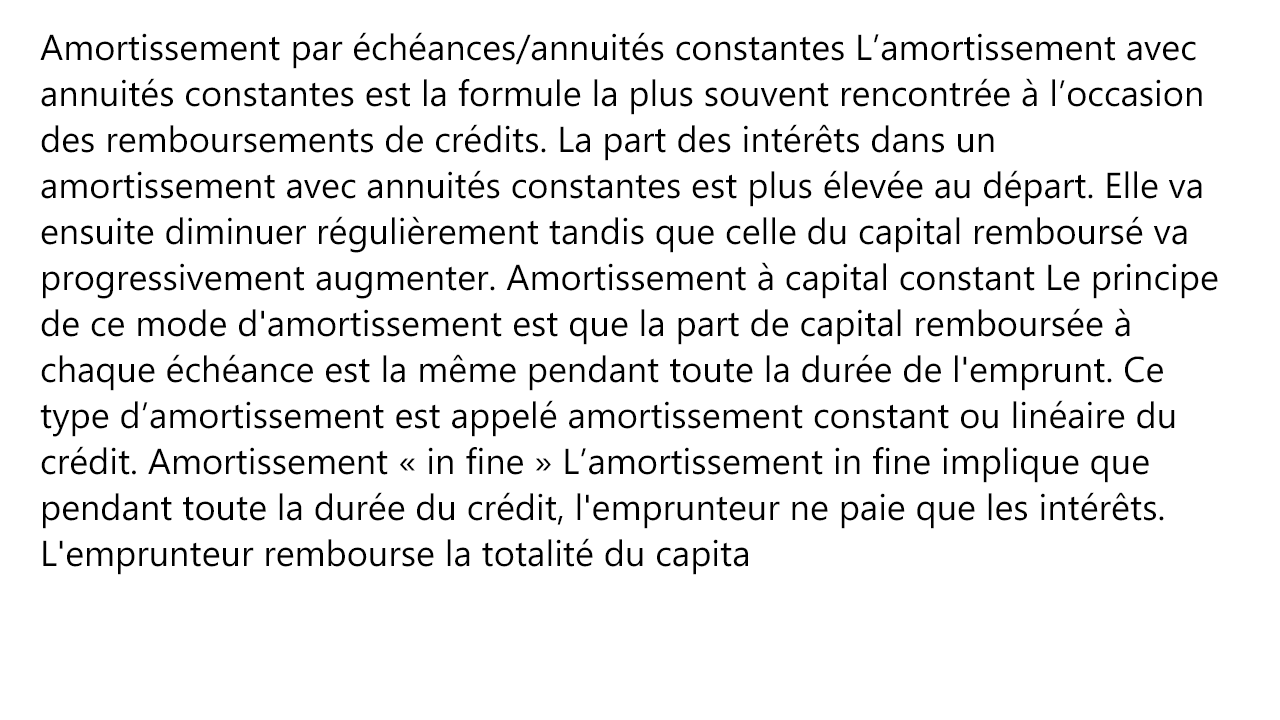 Amortissement par échéances/annuités constantes L’amortissement avec
annuités constantes est la formule la plus souvent rencontrée à l’occasion
des remboursements de crédits. La part des intérêts dans un
amortissement avec annuités constantes est plus élevée au départ. Elle va
ensuite diminuer régulièrement tandis que celle du capital remboursé va
progressivement augmenter. Amortissement à capital constant Le principe
de ce mode d'amortissement est que la part de capital remboursée à
chaque échéance est la même pendant toute la durée de l'emprunt. Ce
type d’amortissement est appelé amortissement constant ou linéaire du
crédit. Amortissement « in fine » L’amortissement in fine implique que
pendant toute la durée du crédit, l'emprunteur ne paie que les intérêts.
L'emprunteur rembourse la totalité du capita